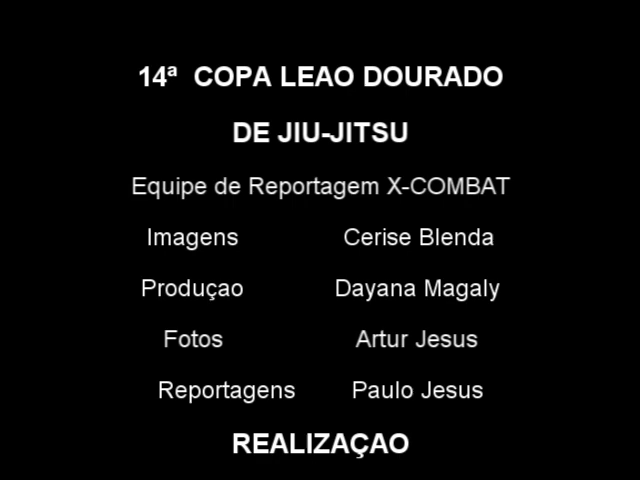 14ª COPA LEAO DOURADO
DE JIU-JITSU
Equipe de Reportagem X-COMBAT
Imagens Cerise Blenda
Produçao Dayana Magaly
Fotos Artur Jesus
Reportagens Paulo Jesus
REALIZAÇAO